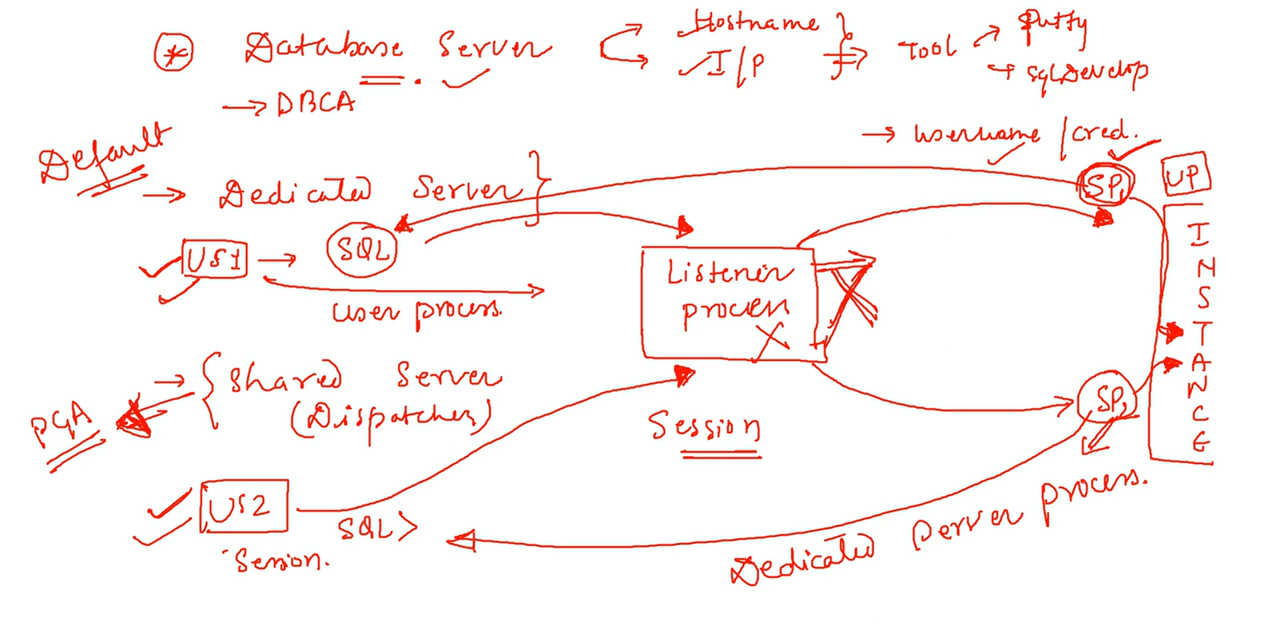 * Database Server
Hostname
I/P
Tool
Putty
SqlDevelop
→ DBCA
Default
→ Username / cred.
→ Dedicated Server
SP1
UP
US1 → SQL
User process.
Listener
process
INSTANCE
→ Shared Server
(Dispatcher)
PGA
SP1
Session
US2
SQL>
Session.
Dedicated Server process.